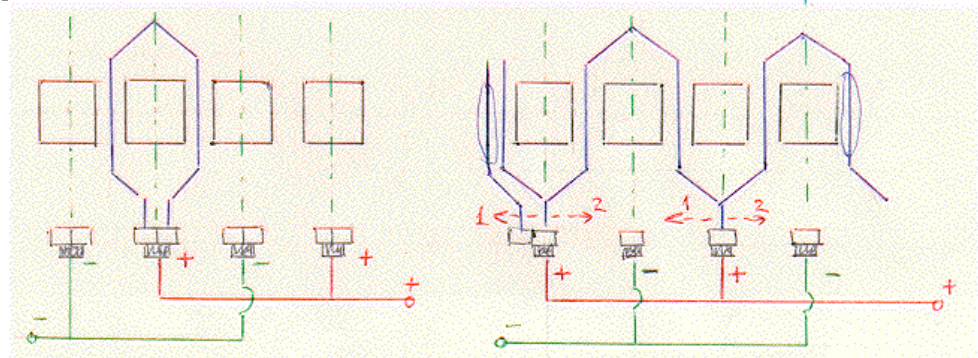 1 2 1 2
- + - + + - + -
+ +
- -